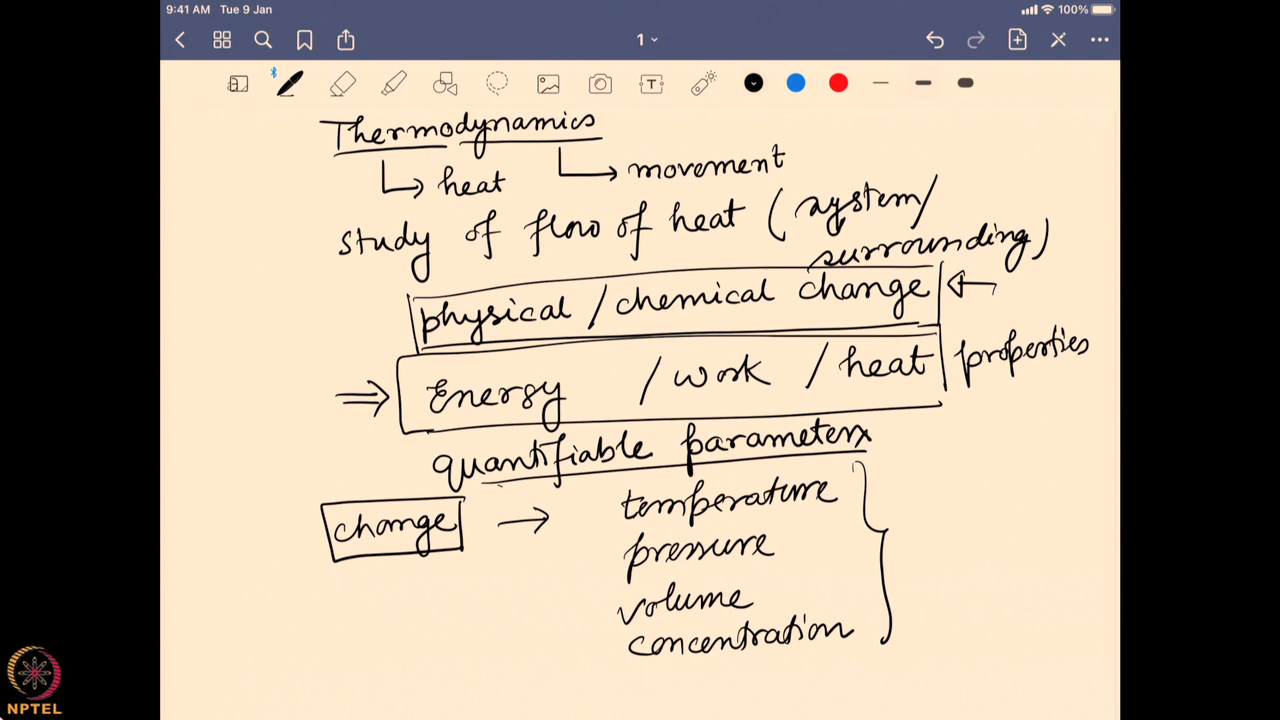 9:41 AM Tue 9 Jan 100%
1
T
Thermodynamics
heat movement
study of flow of heat (system/
surrounding)
physical / chemical change
Energy / work / heat properties
quantifiable parameters
change → temperature
pressure
volume
concentration
NPTEL